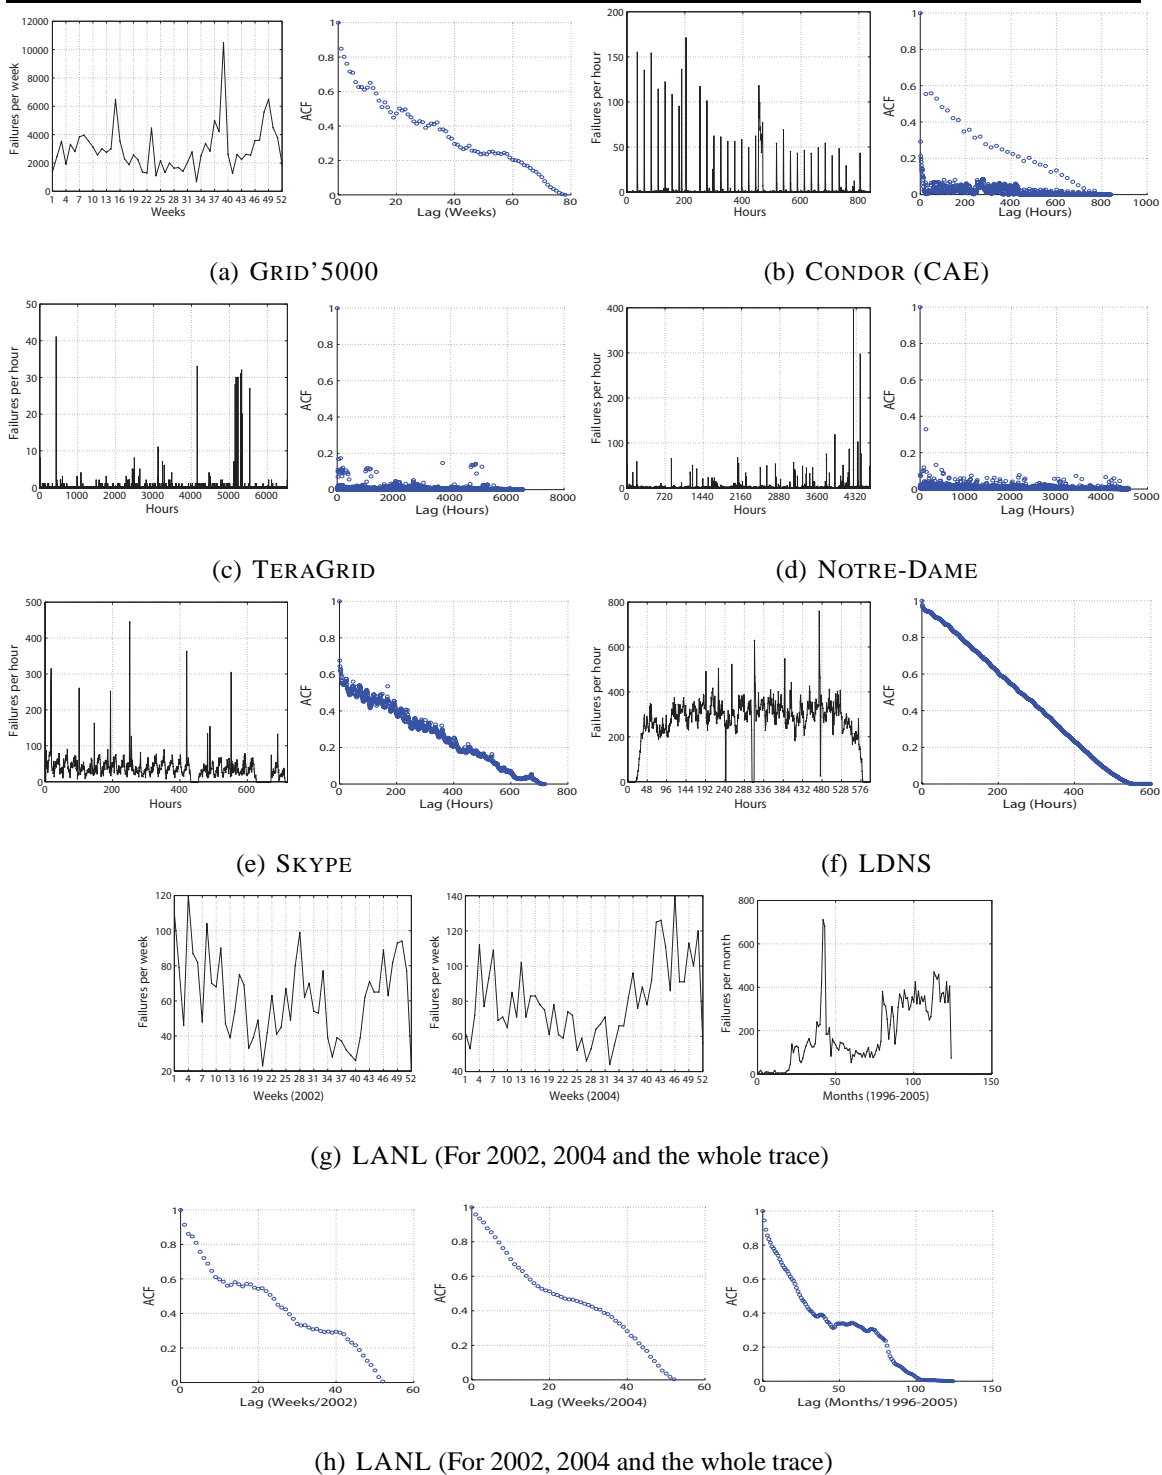 12000
10000
8000
6000
4000
2000
0
1 4 7 10 13 16 19 22 25 28 31 34 37 40 43 46 49 52
Failures per week
Weeks
1
0.8
0.6
0.4
0.2
0
0 20 40 60 80
ACF
Lag (Weeks)
(a) GRID'5000
200
150
100
50
0
0 200 400 600 800
Failures per hour
Hours
1
0.8
0.6
0.4
0.2
0
0 200 400 600 800 1000
ACF
Lag (Hours)
(b) CONDOR (CAE)
50
40
30
20
10
0
0 1000 2000 3000 4000 5000 6000
Failures per hour
Hours
1
0.8
0.6
0.4
0.2
0
0 2000 4000 6000 8000
ACF
Lag (Hours)
(c) TERAGRID
400
300
200
100
0
0 720 1440 2160 2880 3600 4320
Failures per hour
Hours
1
0.8
0.6
0.4
0.2
0
0 1000 2000 3000 4000 5000
ACF
Lag (Hours)
(d) NOTRE-DAME
500
400
300
200
100
0
0 200 400 600
Failures per hour
Hours
1
0.8
0.6
0.4
0.2
0
0 200 400 600 800
ACF
Lag (Hours)
(e) SKYPE
800
600
400
200
0
0 48 96 144 192 240 288 336 384 432 480 528 576
Failures per hour
Hours
1
0.8
0.6
0.4
0.2
0
0 200 400 600
ACF
Lag (Hours)
(f) LDNS
120
100
80
60
40
20
1 4 7 10 13 16 19 22 25 28 31 34 37 40 43 46 49 52
Failures per week
Weeks (2002)
140
120
100
80
60
40
1 4 7 10 13 16 19 22 25 28 31 34 37 40 43 46 49 52
Failures per week
Weeks (2004)
800
600
400
200
0
0 50 100 150
Failures per month
Months (1996-2005)
(g) LANL (For 2002, 2004 and the whole trace)
1
0.8
0.6
0.4
0.2
0
0 20 40 60
ACF
Lag (Weeks/2002)
1
0.8
0.6
0.4
0.2
0
0 20 40 60
ACF
Lag (Weeks/2004)
1
0.8
0.6
0.4
0.2
0
0 50 100 150
ACF
Lag (Months/1996-2005)
(h) LANL (For 2002, 2004 and the whole trace)